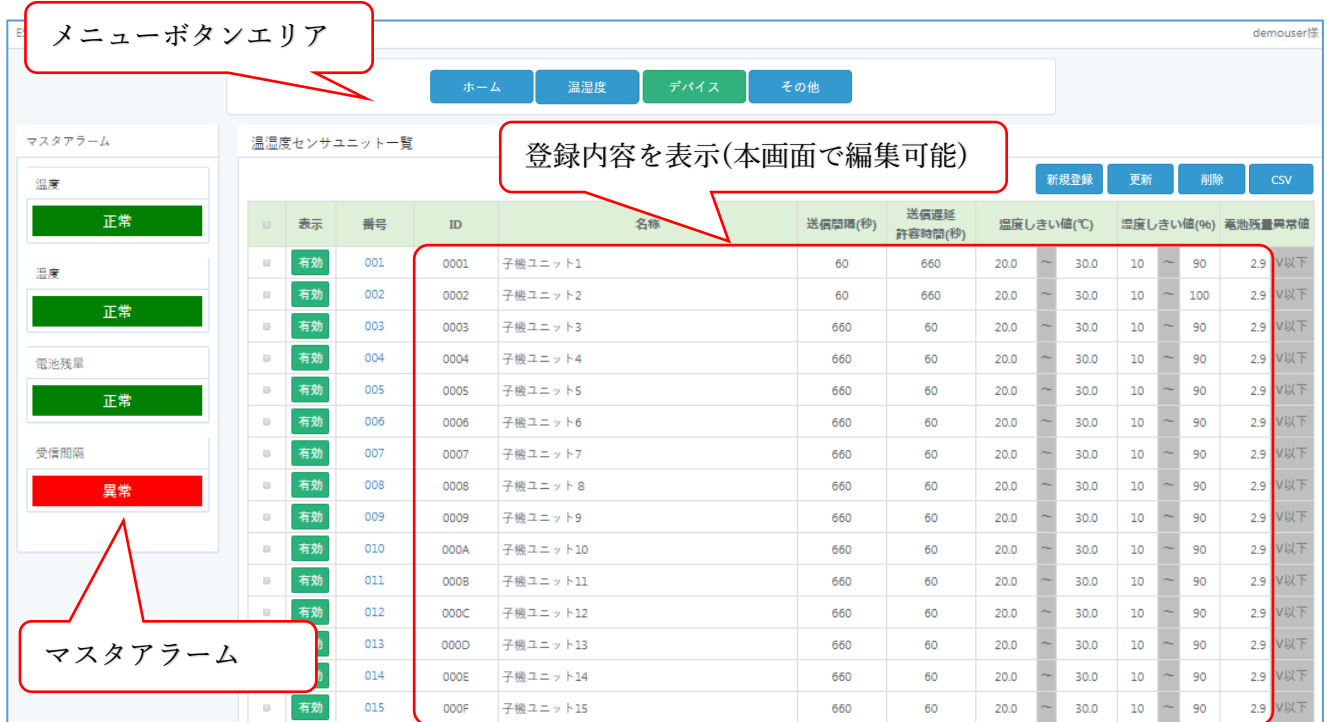 メニューボタンエリア
demouser様
ホーム 温湿度 デバイス その他
マスタアラーム
温湿度センサユニット一覧
登録内容を表示(本画面で編集可能)
新規登録 更新 削除 CSV
温度
正常
湿度
正常
電池残量
正常
受信間隔
異常
マスタアラーム
表示 番号 ID 名称 送信間隔(秒) 送信遅延 温度しきい値(℃) 湿度しきい値(%) 電池残量異常値
許容時間(秒)
有効 001 0001 子機ユニット1 60 660 20.0 ~ 30.0 10 ~ 90 2.9 V以下
有効 002 0002 子機ユニット2 60 660 20.0 ~ 30.0 10 ~ 100 2.9 V以下
有効 003 0003 子機ユニット3 660 60 20.0 ~ 30.0 10 ~ 90 2.9 V以下
有効 004 0004 子機ユニット4 660 60 20.0 ~ 30.0 10 ~ 90 2.9 V以下
有効 005 0005 子機ユニット5 660 60 20.0 ~ 30.0 10 ~ 90 2.9 V以下
有効 006 0006 子機ユニット6 660 60 20.0 ~ 30.0 10 ~ 90 2.9 V以下
有効 007 0007 子機ユニット7 660 60 20.0 ~ 30.0 10 ~ 90 2.9 V以下
有効 008 0008 子機ユニット 8 660 60 20.0 ~ 30.0 10 ~ 90 2.9 V以下
有効 009 0009 子機ユニット9 660 60 20.0 ~ 30.0 10 ~ 90 2.9 V以下
有効 010 000A 子機ユニット10 660 60 20.0 ~ 30.0 10 ~ 90 2.9 V以下
有効 011 000B 子機ユニット11 660 60 20.0 ~ 30.0 10 ~ 90 2.9 V以下
有効 012 000C 子機ユニット12 660 60 20.0 ~ 30.0 10 ~ 90 2.9 V以下
013 000D 子機ユニット13 660 60 20.0 ~ 30.0 10 ~ 90 2.9 V以下
014 000E 子機ユニット14 660 60 20.0 ~ 30.0 10 ~ 90 2.9 V以下
有効 015 000F 子機ユニット15 660 60 20.0 ~ 30.0 10 ~ 90 2.9 V以下